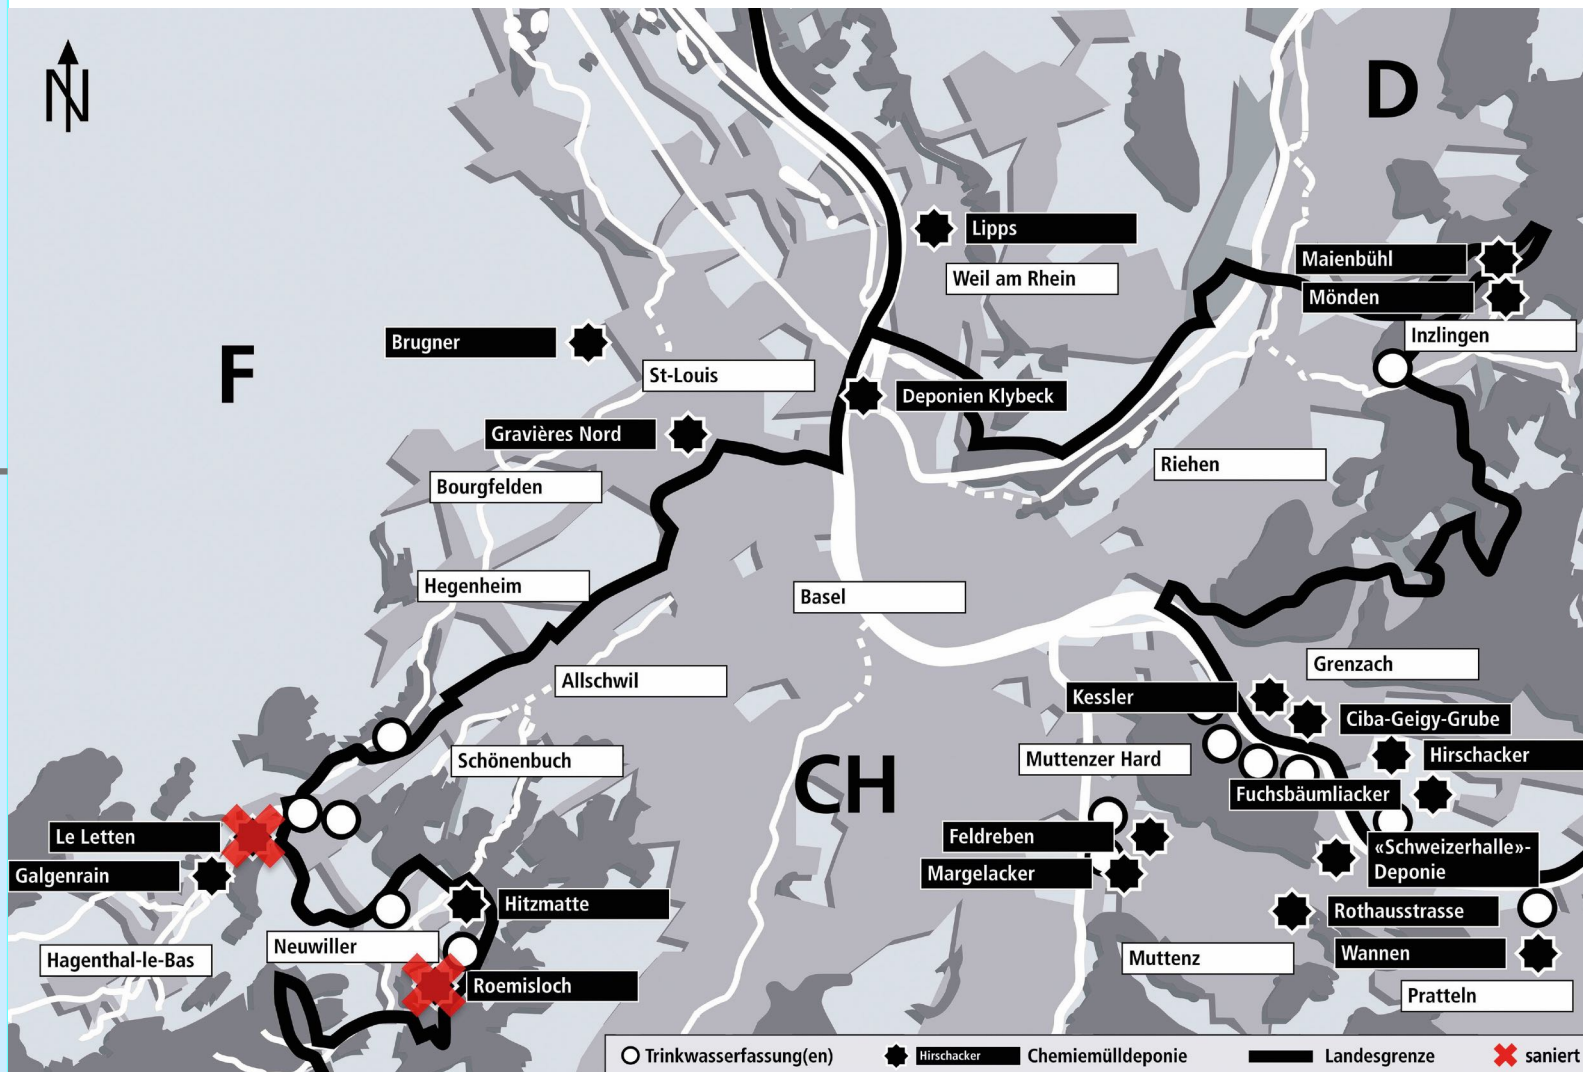 N
D
Lipps
Weil am Rhein
Maienbühl
Mönden
Inzlingen
Brugner
F
St-Louis
Deponien Klybeck
Gravières Nord
Riehen
Bourgfelden
Hegenheim
Basel
Allschwil
Grenzach
Kessler
Ciba-Geigy-Grube
Schönenbuch
Muttenzer Hard
Hirschacker
CH
Fuchsbäumliacker
Le Letten
Feldreben
«Schweizerhalle»-
Deponie
Galgenrain
Margelacker
Hitzmatte
Rothausstrasse
Neuwiller
Hagenthal-le-Bas
Muttenz
Wannen
Roemisloch
Pratteln
Trinkwasserfassung(en)
Hirschacker
Chemiemülldeponie
Landesgrenze
saniert